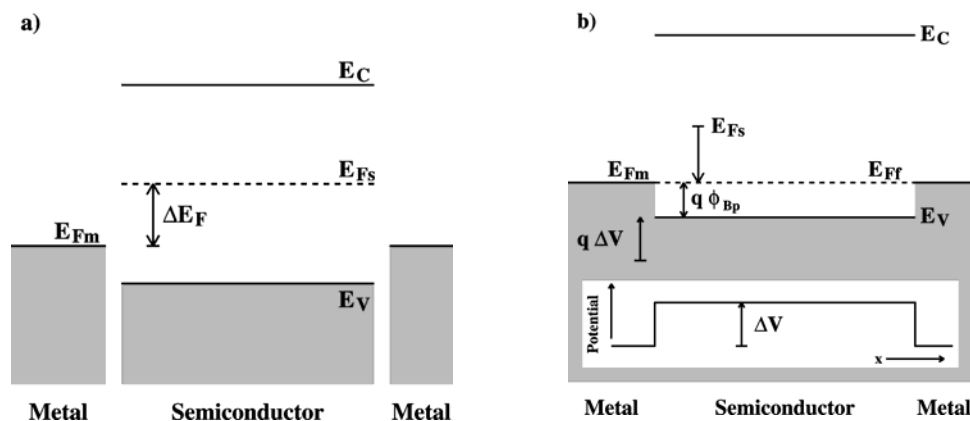 a)
E_C
E_Fs
ΔE_F
E_Fm
E_V
Metal Semiconductor Metal
b)
E_C
E_Fs
E_Fm E_Ff
q ϕ_Bp
E_V
q ΔV
Potential
ΔV
x
Metal Semiconductor Metal